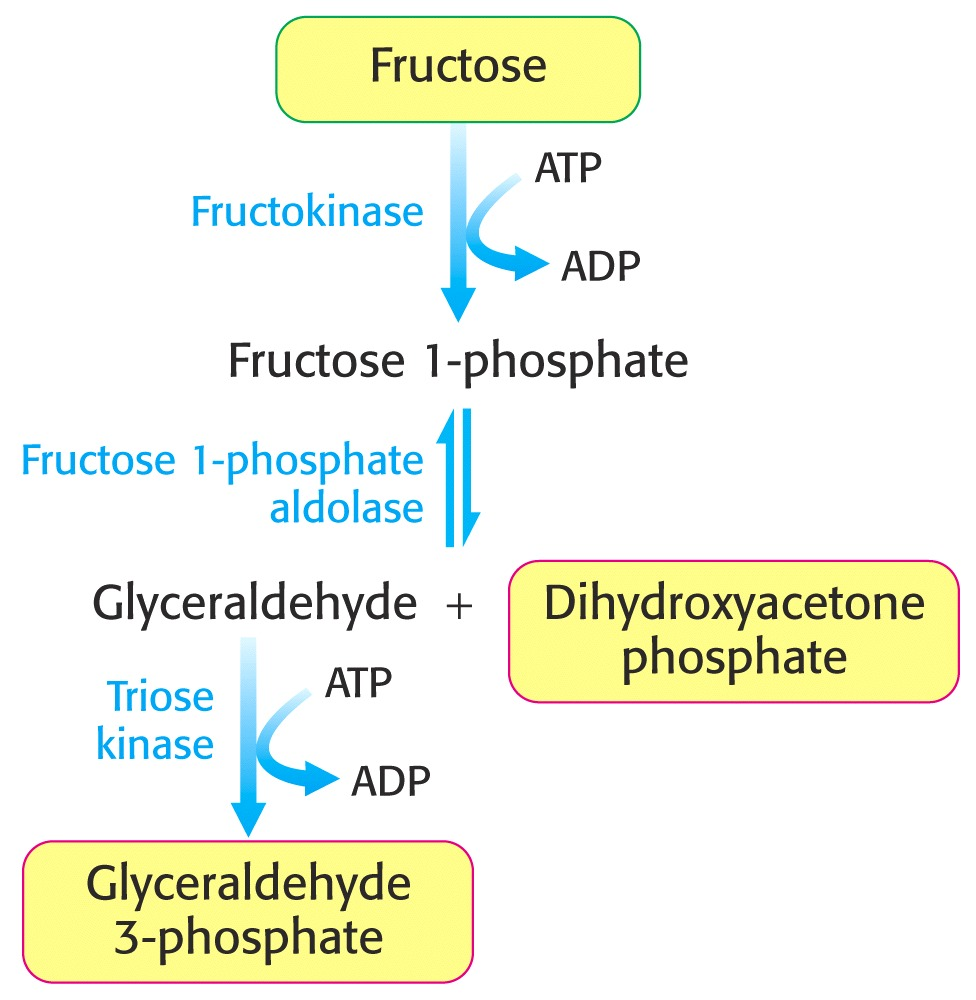 Fructose
ATP
Fructokinase
ADP
Fructose 1-phosphate
Fructose 1-phosphate
aldolase
Glyceraldehyde + Dihydroxyacetone
phosphate
ATP
Triose
kinase
ADP
Glyceraldehyde
3-phosphate